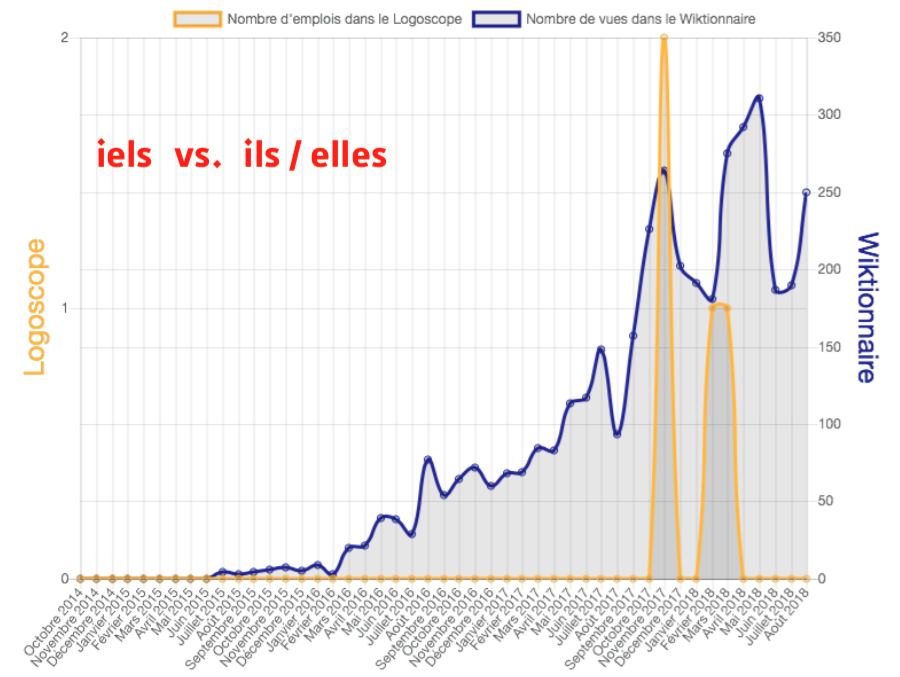 Nombre d'emplois dans le Logoscope
Nombre de vues dans le Wiktionnaire
iels vs. ils / elles
Logoscope
2
1
0
350
300
250
200
150
100
50
0
Wiktionnaire
Octobre 2014
Novembre 2014
Décembre 2014
Janvier 2015
Février 2015
Mars 2015
Avril 2015
Mai 2015
Juin 2015
Juillet 2015
Août 2015
Septembre 2015
Octobre 2015
Novembre 2015
Décembre 2015
Janvier 2016
Février 2016
Mars 2016
Avril 2016
Mai 2016
Juin 2016
Juillet 2016
Août 2016
Septembre 2016
Octobre 2016
Novembre 2016
Décembre 2016
Janvier 2017
Février 2017
Mars 2017
Avril 2017
Mai 2017
Juin 2017
Juillet 2017
Août 2017
Septembre 2017
Octobre 2017
Novembre 2017
Décembre 2017
Janvier 2018
Février 2018
Mars 2018
Avril 2018
Mai 2018
Juin 2018
Juillet 2018
Août 2018